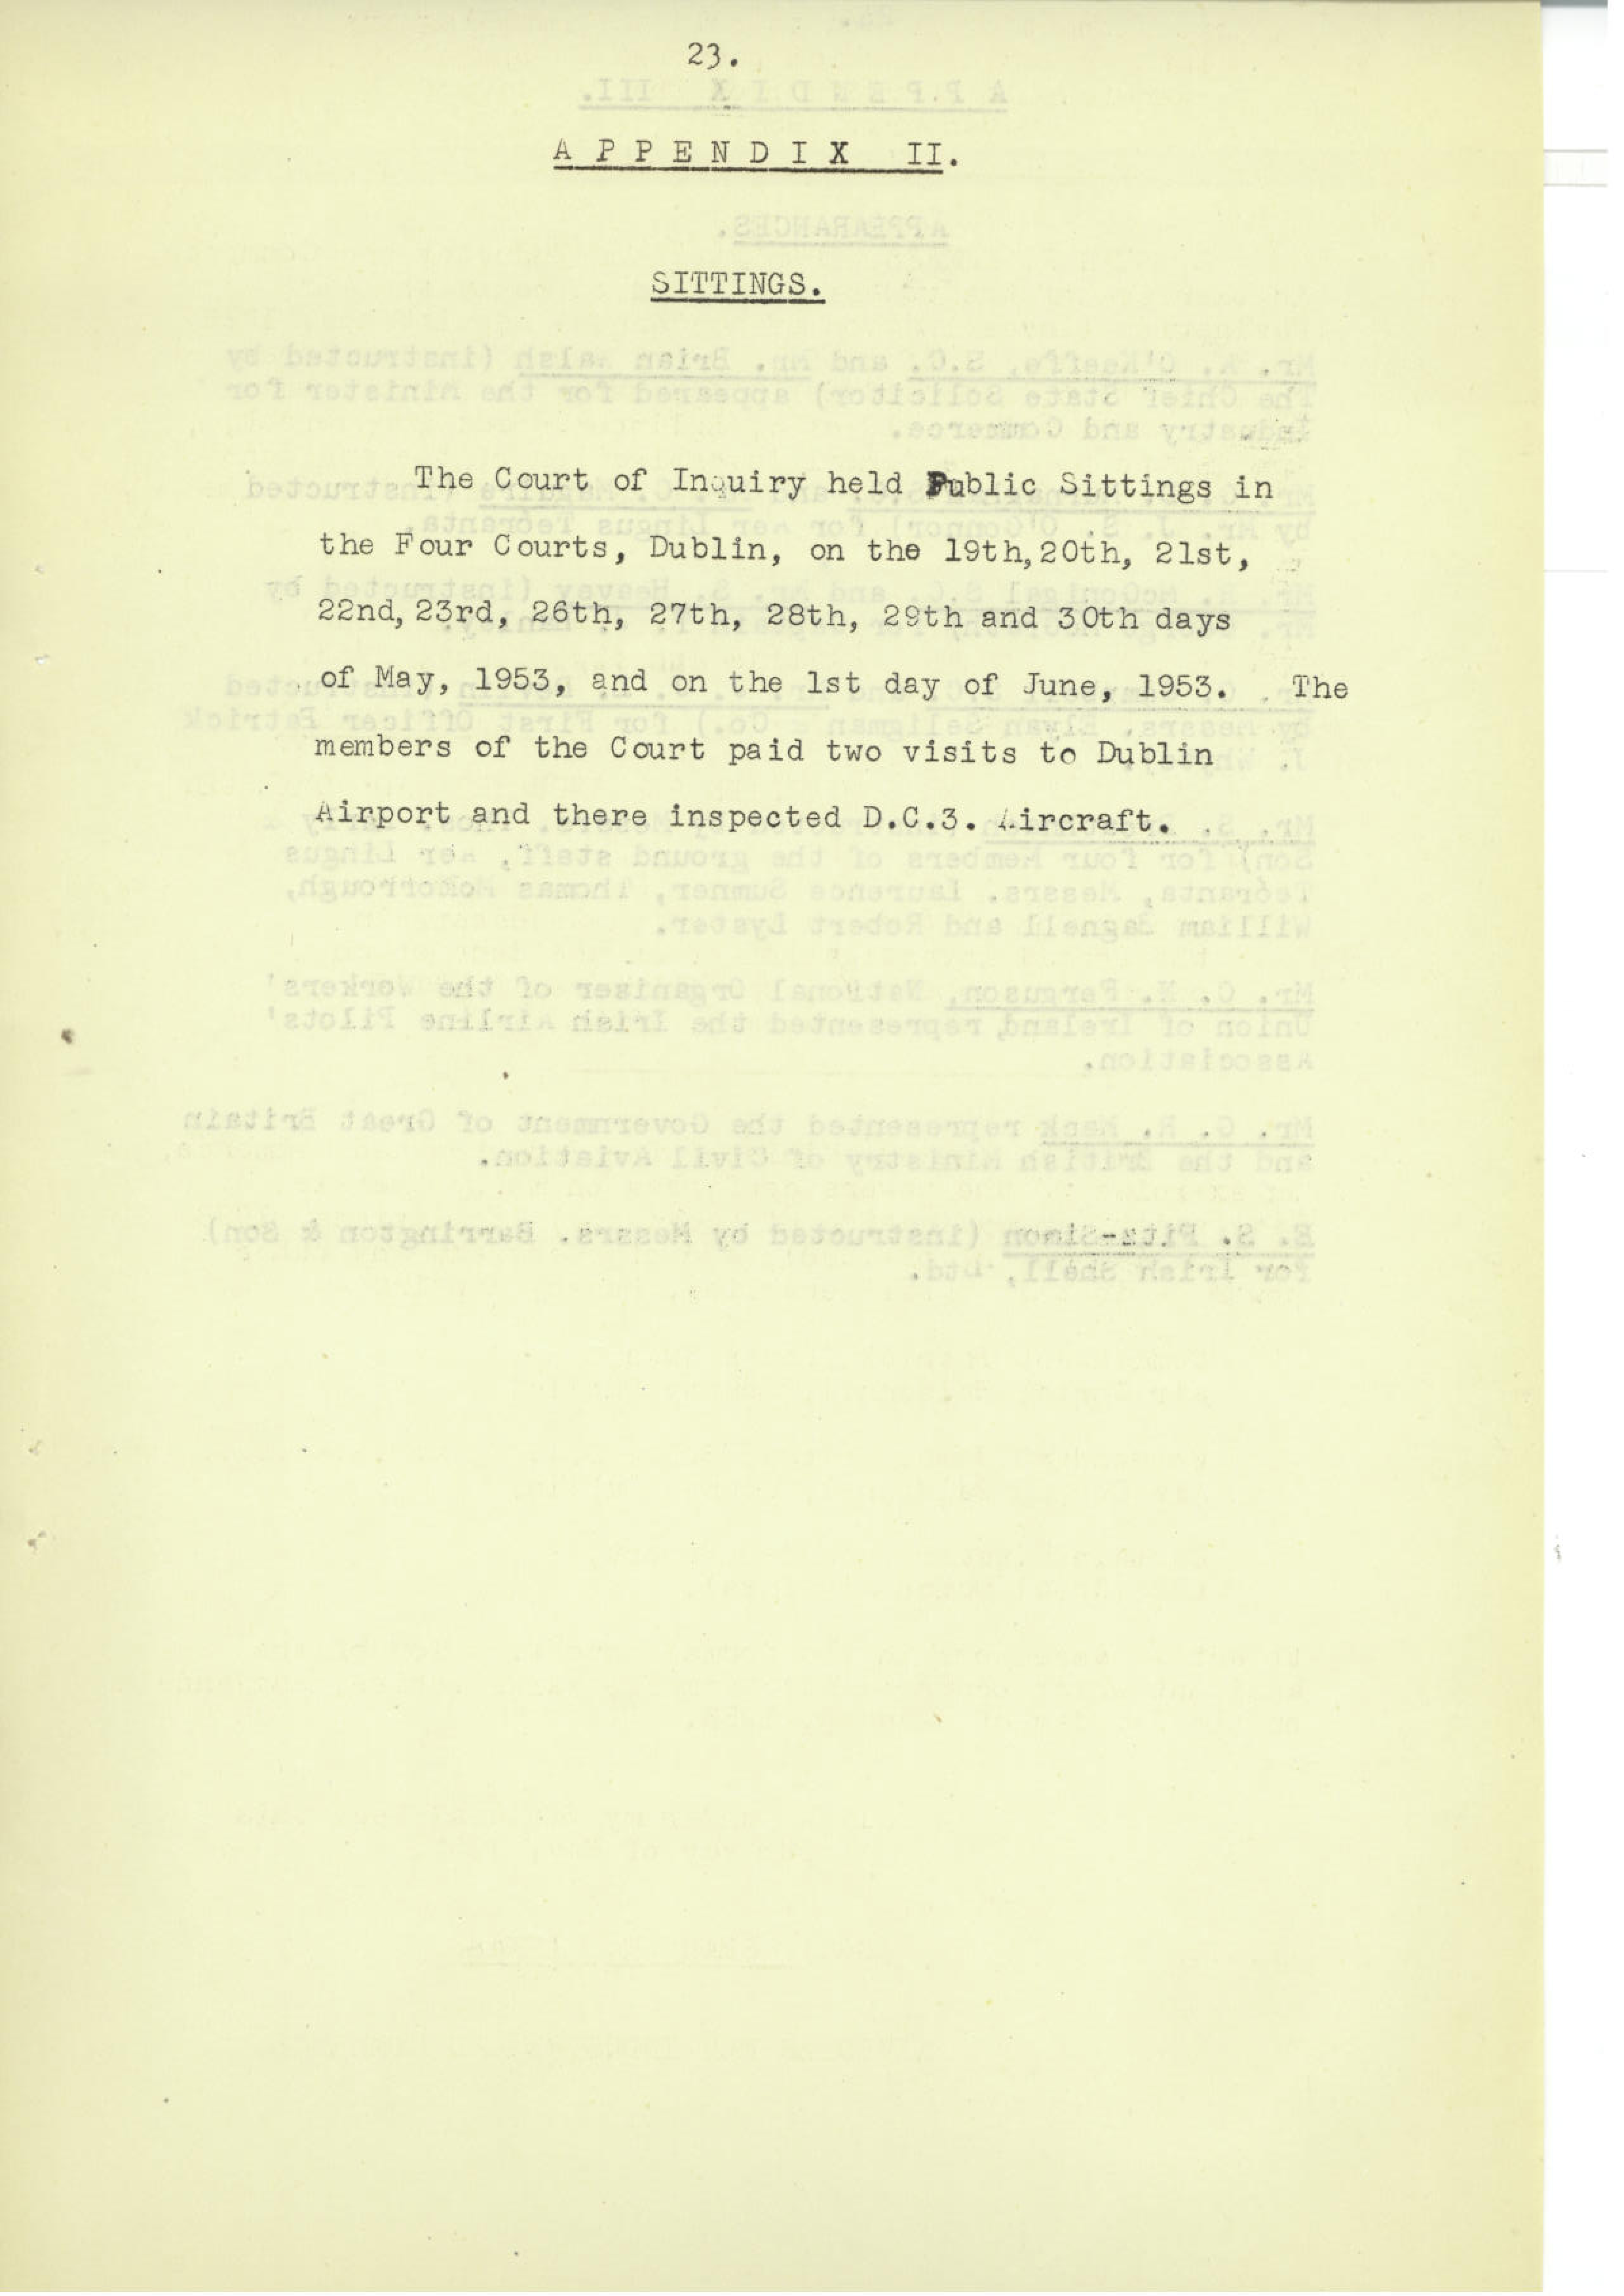 23.
APPENDIX II.
SITTINGS.
The Court of Inquiry held Public Sittings in
the Four Courts, Dublin, on the 19th, 20th, 21st,
22nd, 23rd, 26th, 27th, 28th, 29th and 30th days
of May, 1953, and on the 1st day of June, 1953. The
members of the Court paid two visits to Dublin
Airport and there inspected D.C.3. Aircraft.